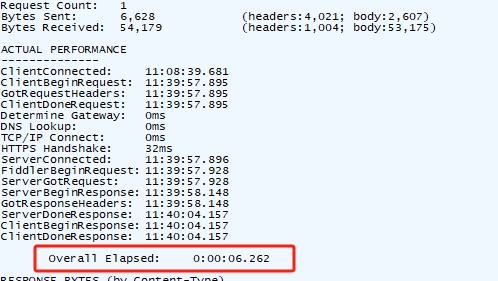 Request Count: 1
Bytes Sent: 6,628 (headers:4,021; body:2,607)
Bytes Received: 54,179 (headers:1,004; body:53,175)
ACTUAL PERFORMANCE
--------------
ClientConnected: 11:08:39.681
ClientBeginRequest: 11:39:57.895
GotRequestHeaders: 11:39:57.895
ClientDoneRequest: 11:39:57.895
Determine Gateway: 0ms
DNS Lookup: 0ms
TCP/IP Connect: 0ms
HTTPS Handshake: 32ms
ServerConnected: 11:39:57.896
FiddlerBeginRequest: 11:39:57.928
ServerGotRequest: 11:39:57.928
ServerBeginResponse: 11:39:58.148
GotResponseHeaders: 11:39:58.148
ServerDoneResponse: 11:40:04.157
ClientBeginResponse: 11:40:04.157
ClientDoneResponse: 11:40:04.157
Overall Elapsed: 0:00:06.262
RESPONSE BYTES (by Content-Type)